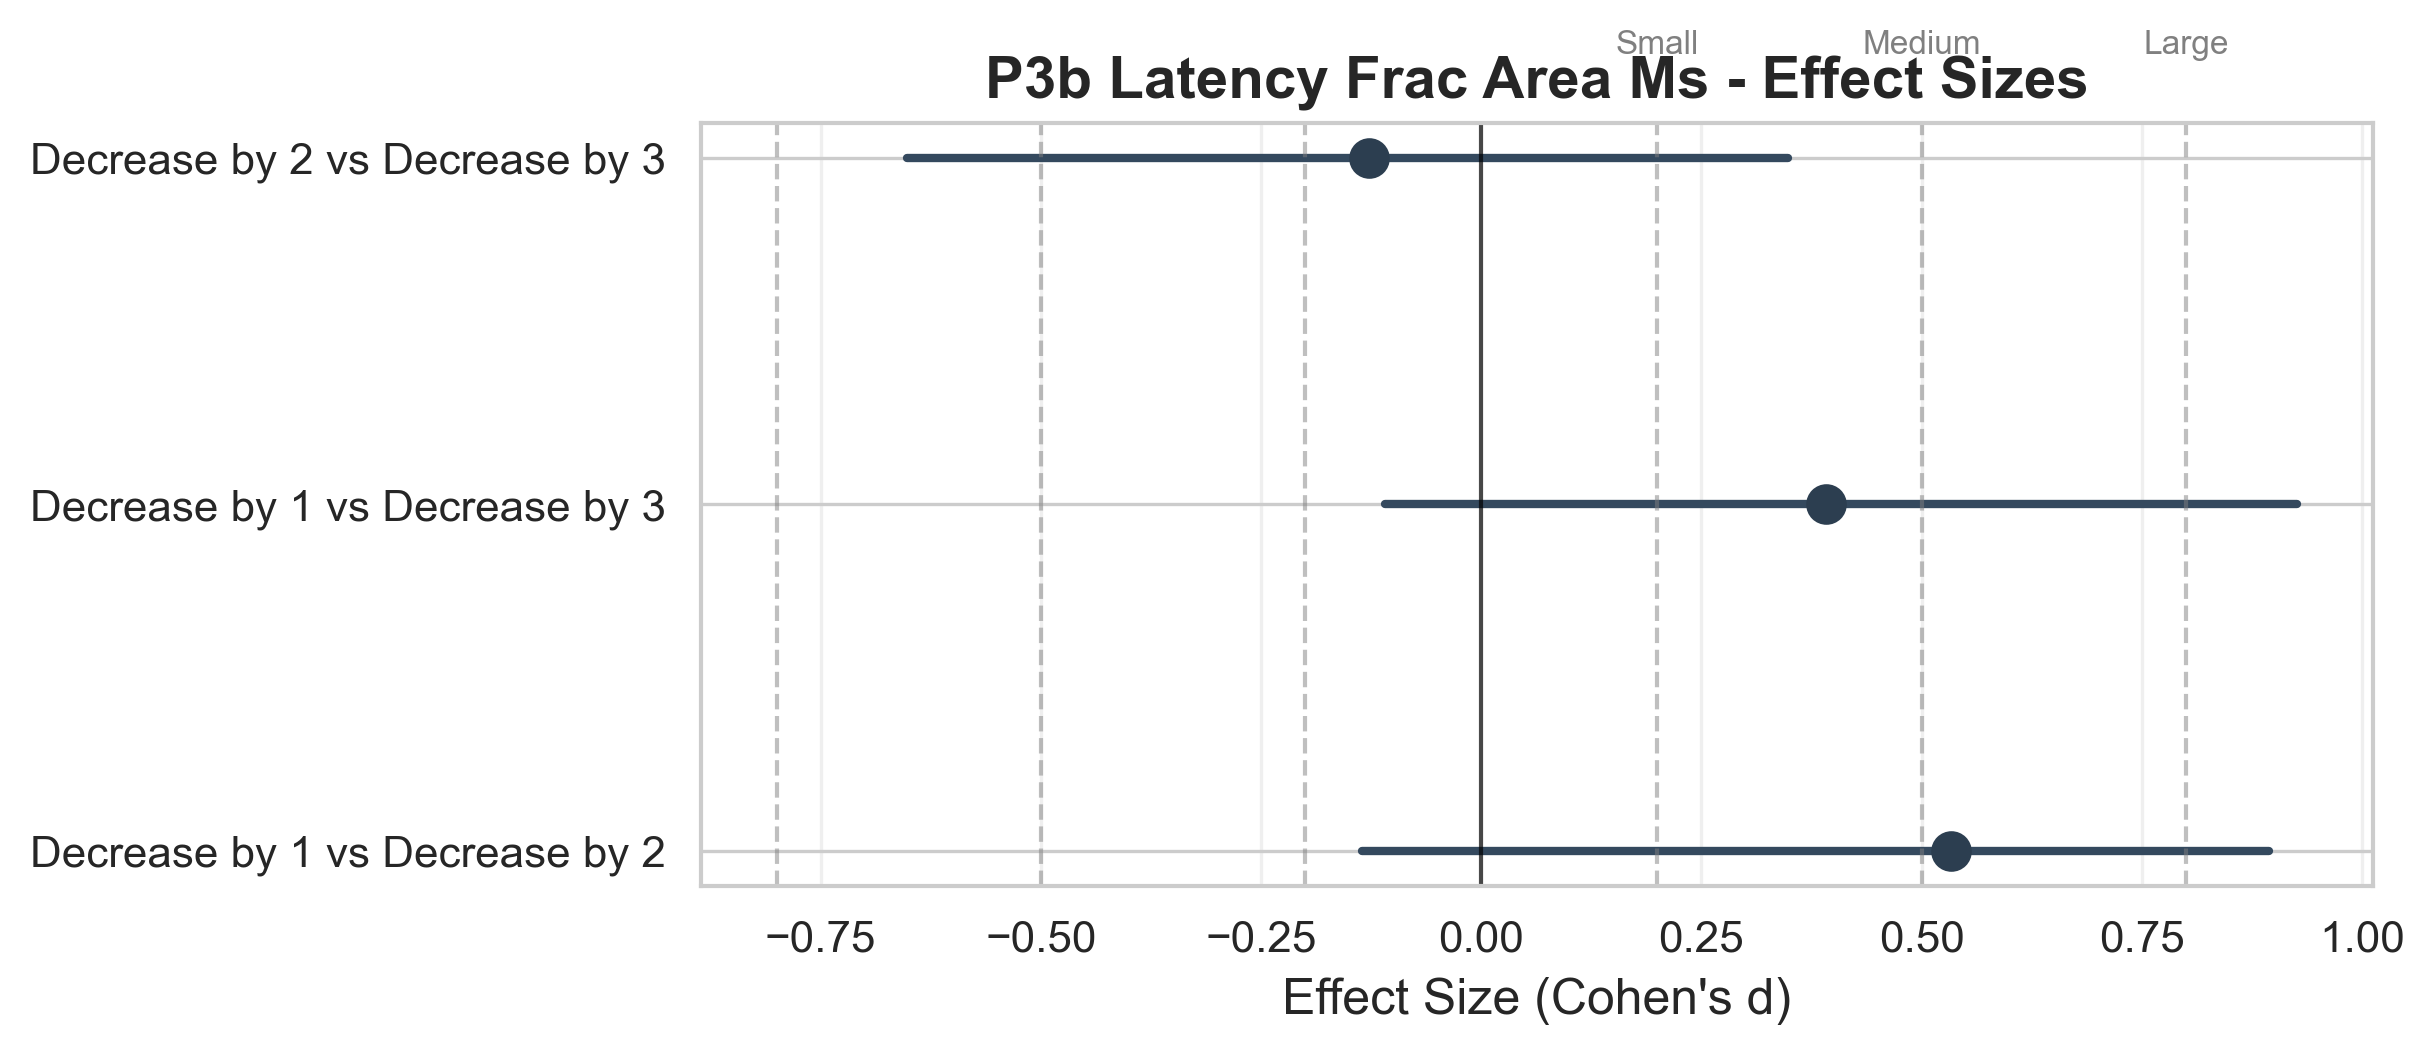 Small Medium Large
P3b Latency Frac Area Ms - Effect Sizes
Decrease by 2 vs Decrease by 3
Decrease by 1 vs Decrease by 3
Decrease by 1 vs Decrease by 2
−0.75 −0.50 −0.25 0.00 0.25 0.50 0.75 1.00
Effect Size (Cohen's d)